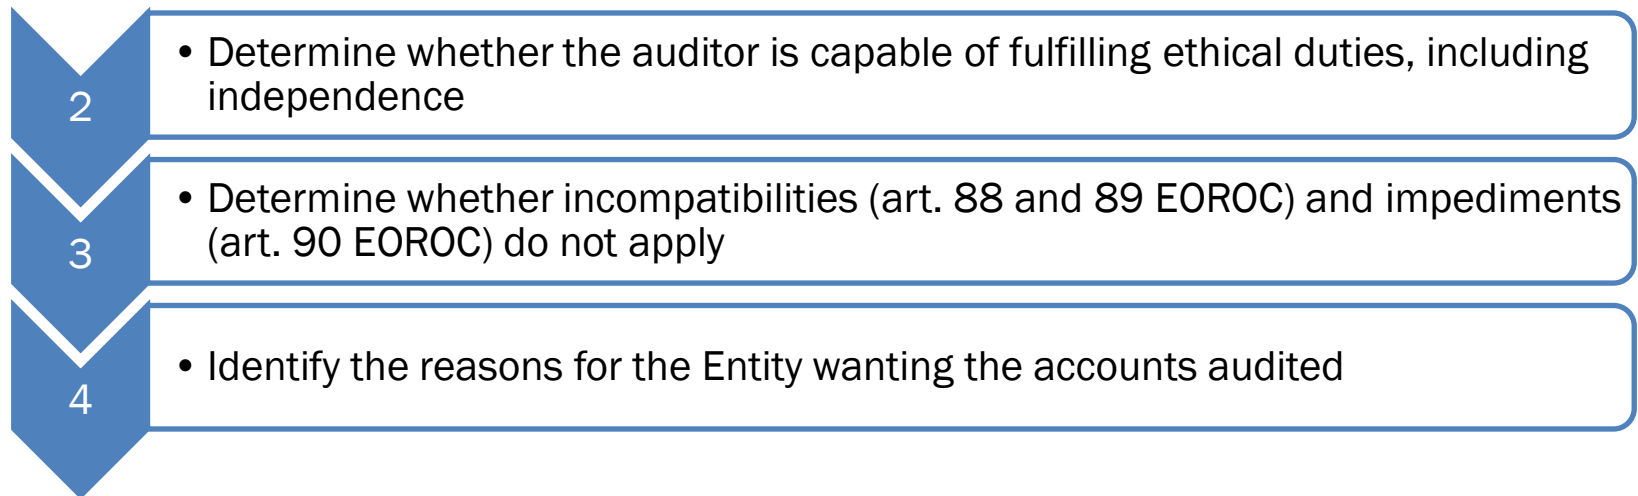 2
• Determine whether the auditor is capable of fulfilling ethical duties, including
independence
3
• Determine whether incompatibilities (art. 88 and 89 EOROC) and impediments
(art. 90 EOROC) do not apply
4
• Identify the reasons for the Entity wanting the accounts audited